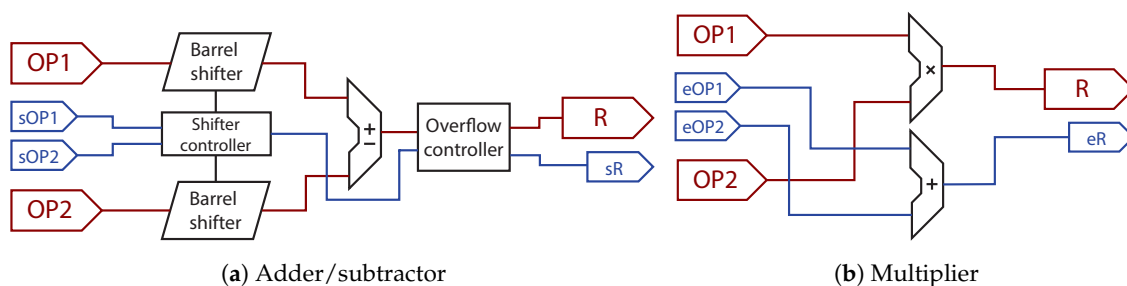 OP1
Barrel
shifter
sOP1
sOP2
Shifter
controller
OP2
Barrel
shifter
+
−
Overflow
controller
R
sR
(a) Adder/subtractor
OP1
eOP1
eOP2
OP2
×
+
R
eR
(b) Multiplier